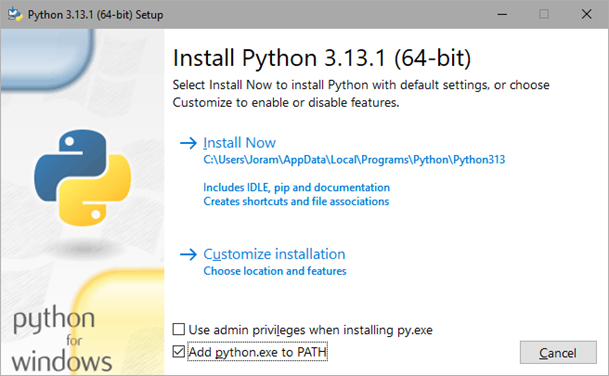 Python 3.13.1 (64-bit) Setup
Install Python 3.13.1 (64-bit)
Select Install Now to install Python with default settings, or choose
Customize to enable or disable features.
Install Now
C:\Users\Joram\AppData\Local\Programs\Python\Python313
Includes IDLE, pip and documentation
Creates shortcuts and file associations
Customize installation
Choose location and features
python
for
windows
Use admin privileges when installing py.exe
Add python.exe to PATH
Cancel